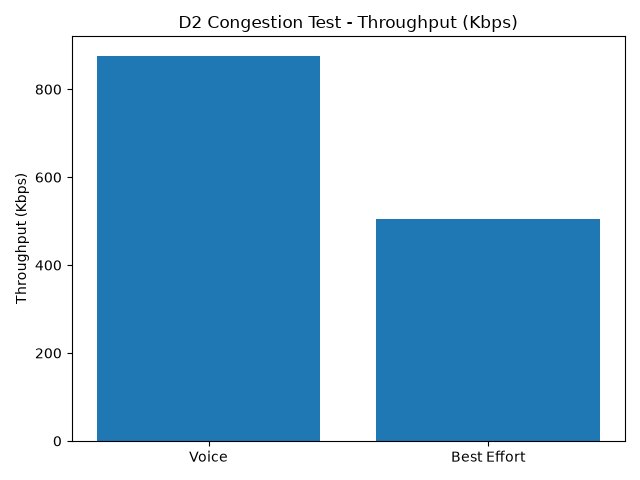 D2 Congestion Test - Throughput (Kbps)
Throughput (Kbps)
800
600
400
200
0
Voice
Best Effort